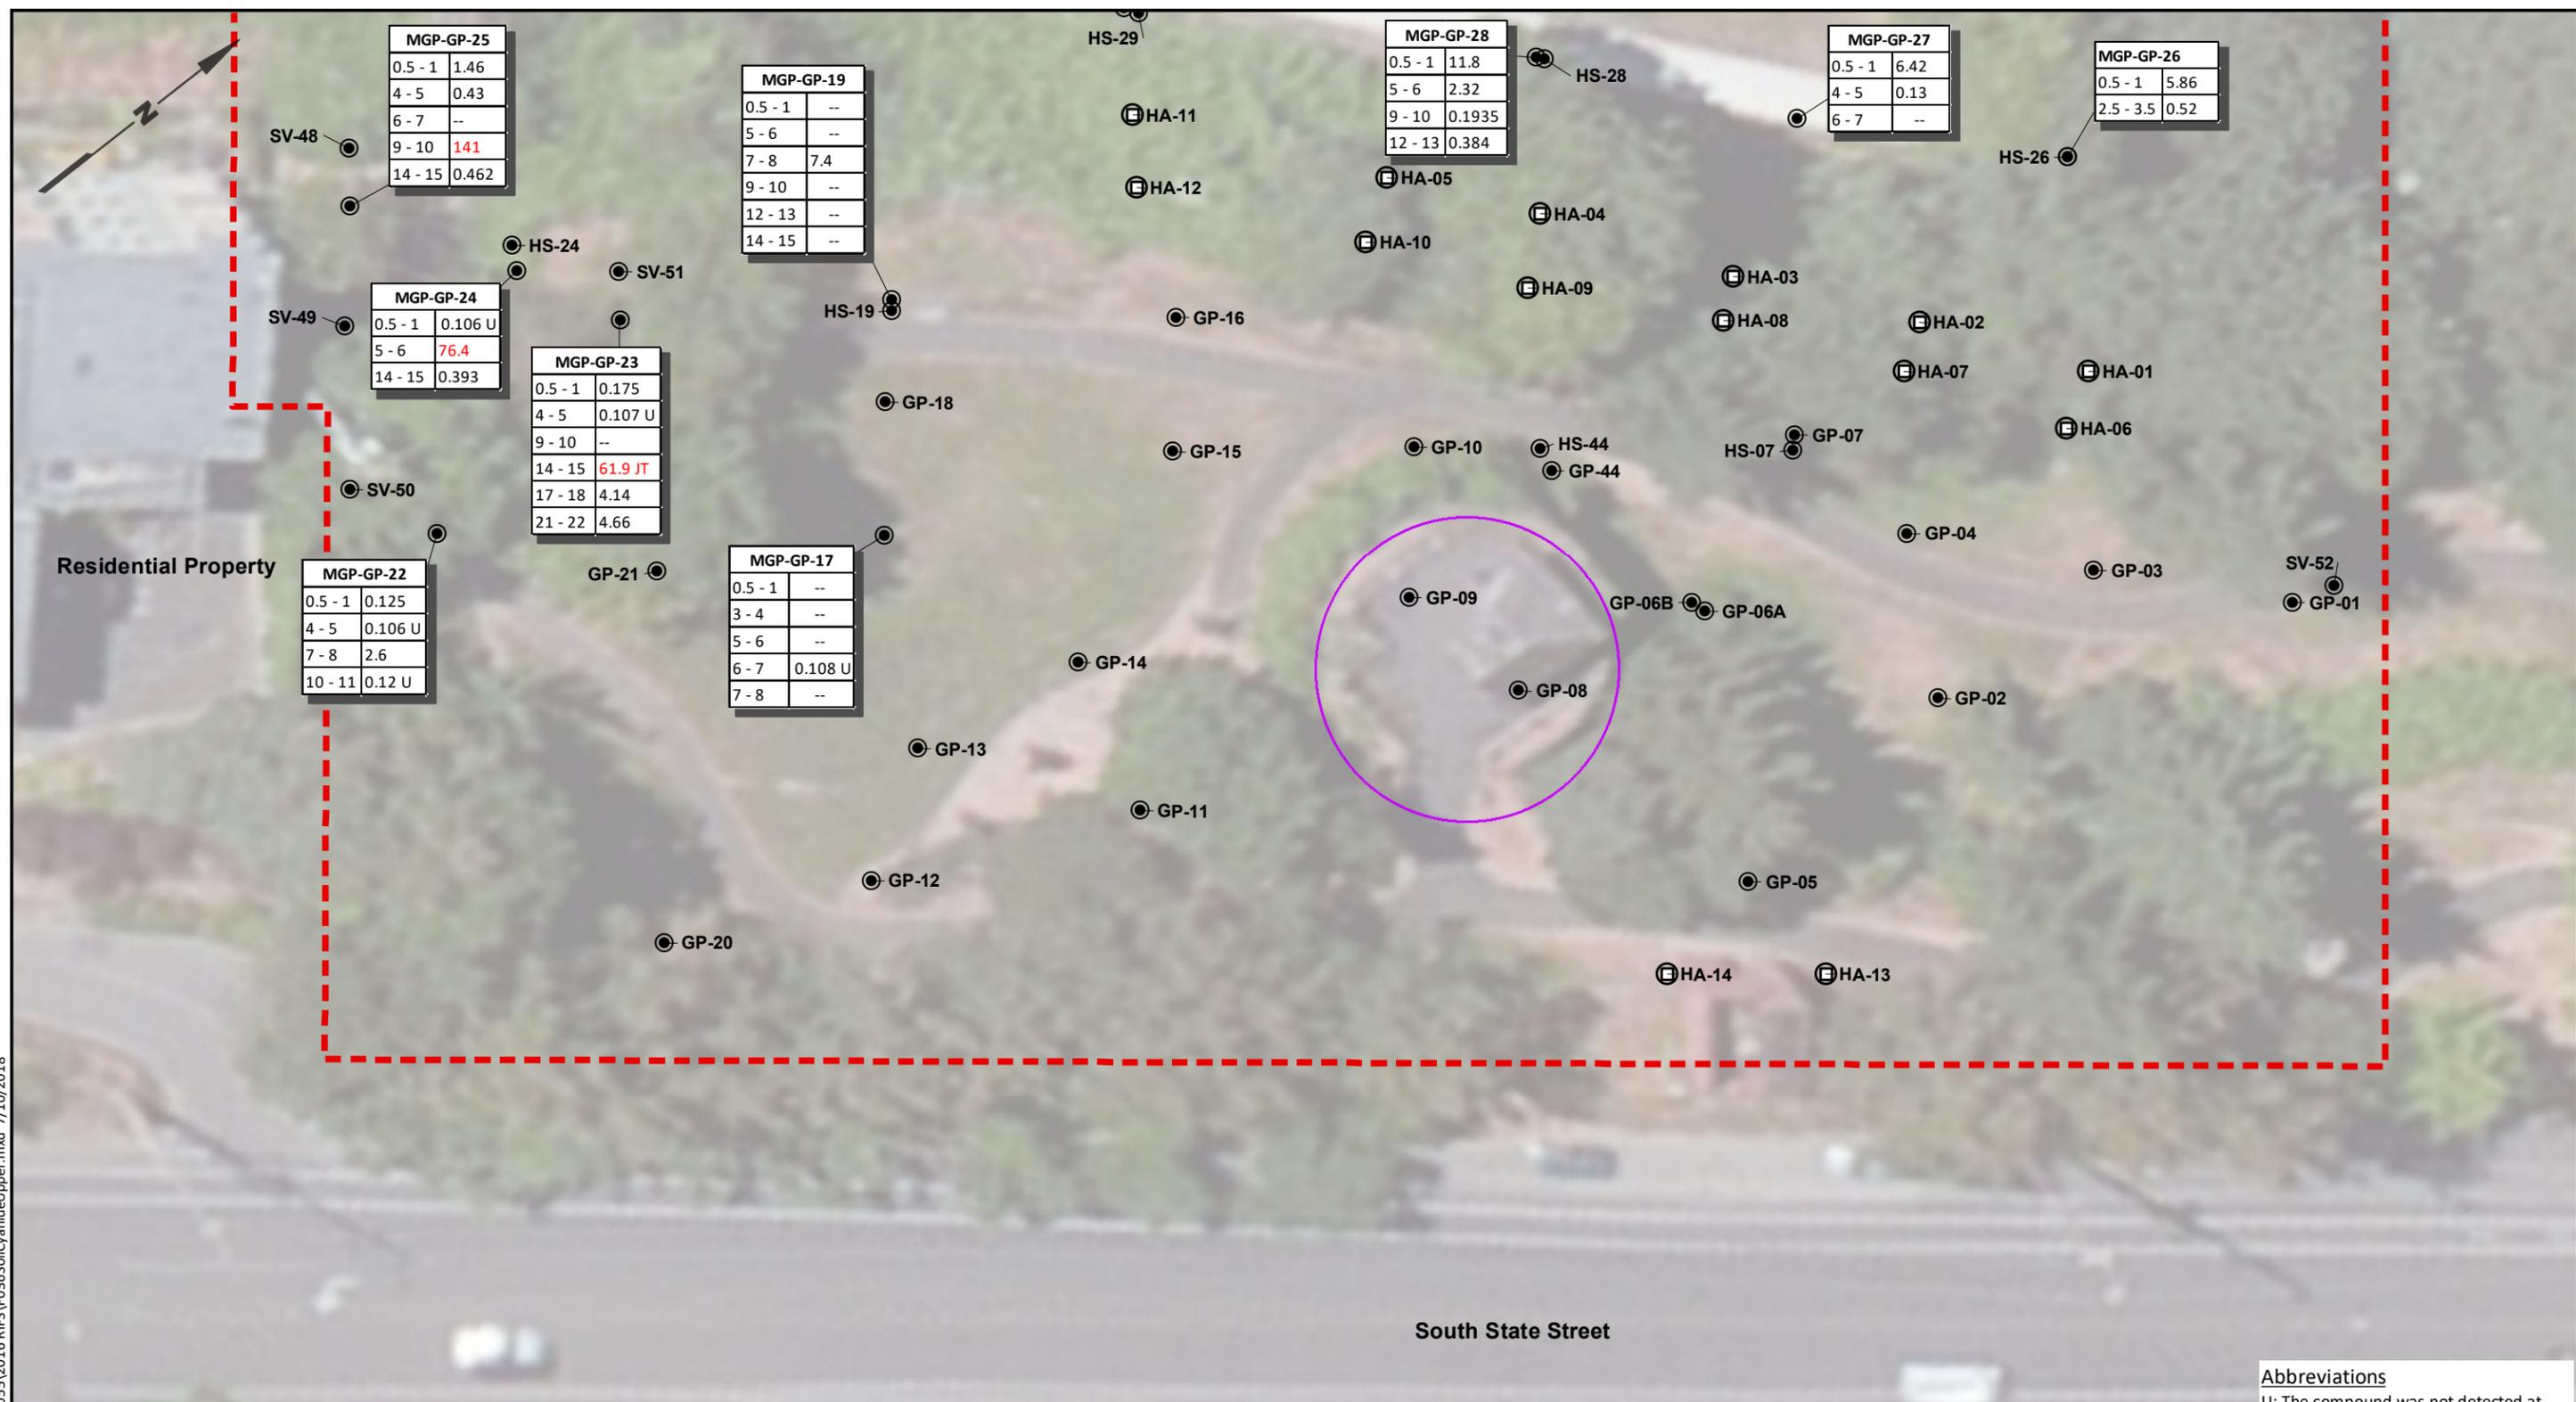 MGP-GP-25
0.5 - 1 1.46
4 - 5 0.43
6 - 7 --
9 - 10 141
14 - 15 0.462
MGP-GP-19
0.5 - 1 --
5 - 6 --
7 - 8 7.4
9 - 10 --
12 - 13 --
14 - 15 --
HS-29
MGP-GP-28
0.5 - 1 11.8
5 - 6 2.32
9 - 10 0.1935
12 - 13 0.384
HS-28
MGP-GP-27
0.5 - 1 6.42
4 - 5 0.13
6 - 7 --
MGP-GP-26
0.5 - 1 5.86
2.5 - 3.5 0.52
N
SV-48
HA-11
HA-12
HA-05
HA-04
HS-26
HS-24
SV-51
HA-10
HA-03
HA-09
SV-49
MGP-GP-24
0.5 - 1 0.106 U
5 - 6 76.4
14 - 15 0.393
HS-19
GP-16
HA-08
HA-02
MGP-GP-23
0.5 - 1 0.175
4 - 5 0.107 U
9 - 10 --
14 - 15 61.9 JT
17 - 18 4.14
21 - 22 4.66
HA-07
HA-01
GP-18
HA-06
GP-15
GP-10
HS-44
GP-44
GP-07
HS-07
SV-50
GP-04
Residential Property
MGP-GP-22
0.5 - 1 0.125
4 - 5 0.106 U
7 - 8 2.6
10 - 11 0.12 U
GP-21
MGP-GP-17
0.5 - 1 --
3 - 4 --
5 - 6 --
6 - 7 0.108 U
7 - 8 --
GP-09
GP-06B
GP-06A
GP-03
SV-52
GP-01
GP-14
GP-08
GP-02
GP-13
GP-11
GP-12
GP-05
GP-20
HA-14
HA-13
South State Street
Abbreviations
U: The compound was not detected at